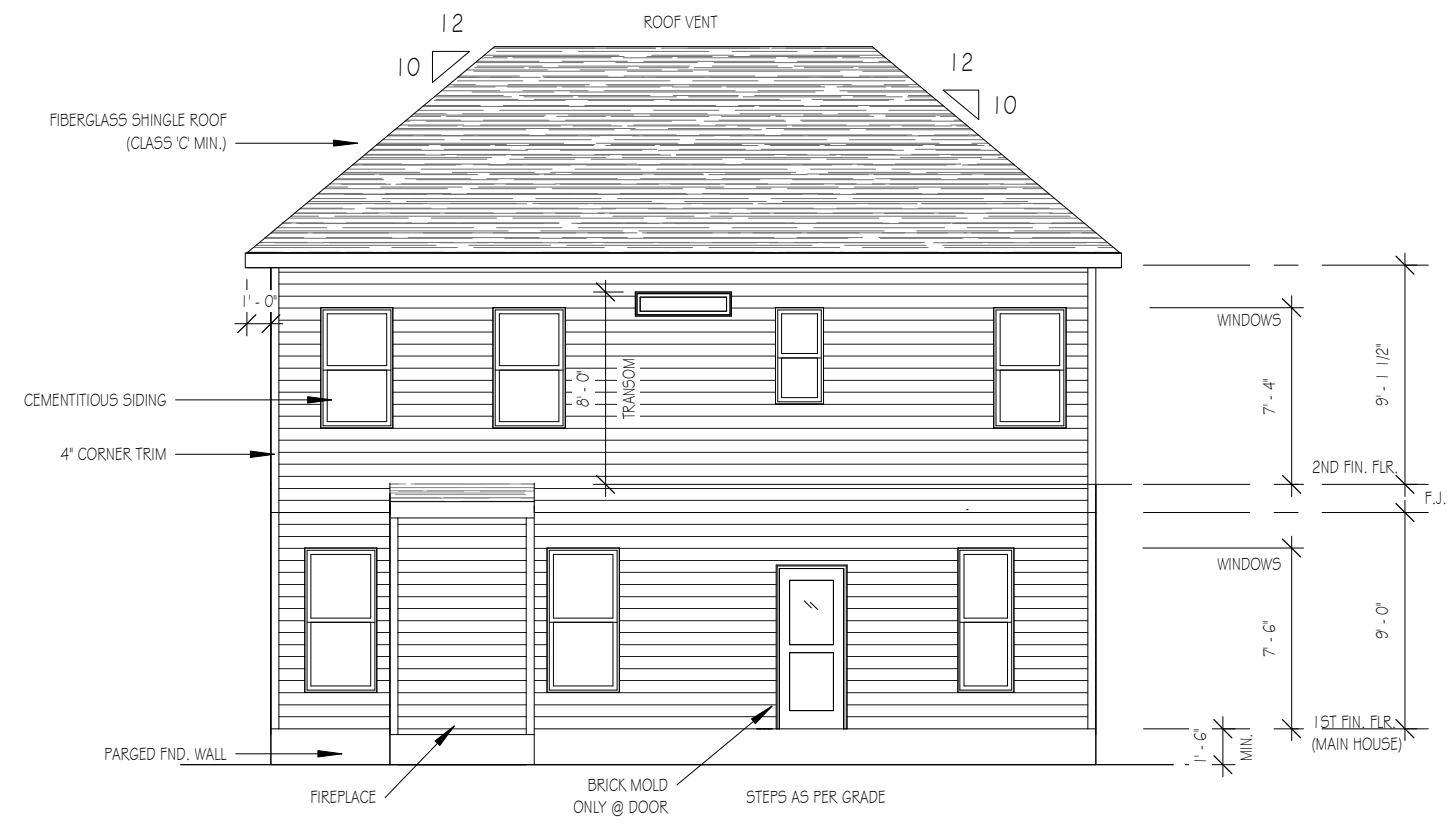 12
ROOF VENT
10
12
10
FIBERGLASS SHINGLE ROOF
(CLASS 'C' MIN.)
1' - 0"
WINDOWS
8' - 0"
TRANSOM
7' - 4"
9' - 1 1/2"
CEMENTITIOUS SIDING
4" CORNER TRIM
2ND FIN. FLR.
F.J.
WINDOWS
7' - 6"
9' - 0"
1ST FIN. FLR.
(MAIN HOUSE)
1' - 6"
MIN.
PARGED FND. WALL
FIREPLACE
BRICK MOLD
ONLY @ DOOR
STEPS AS PER GRADE